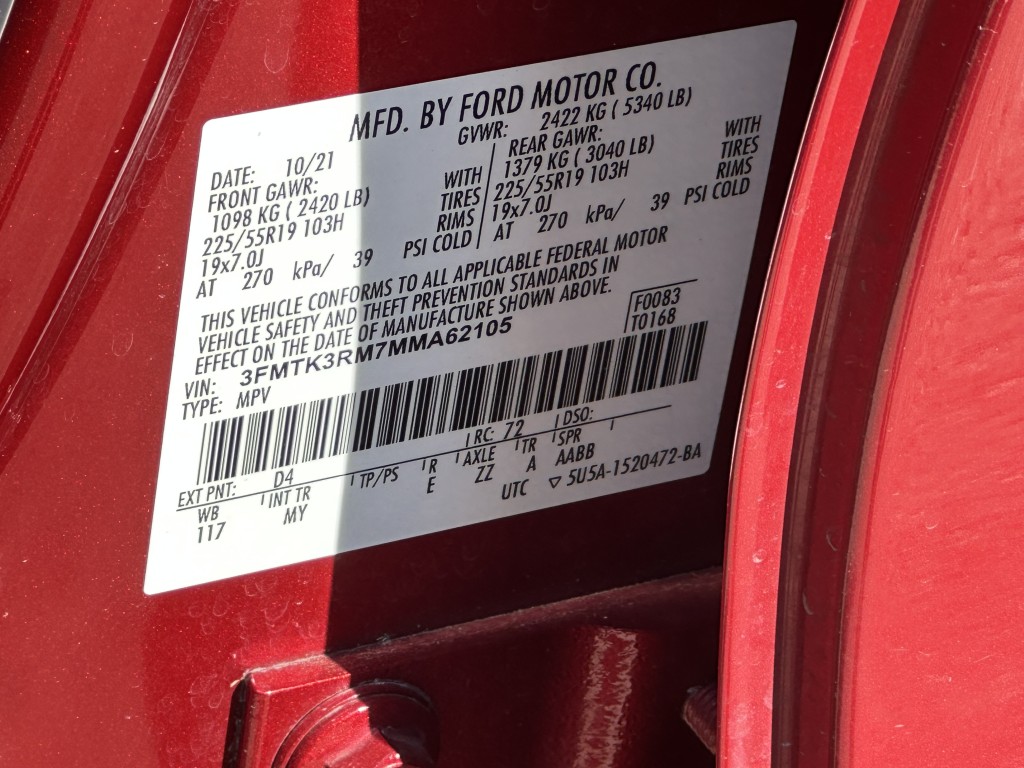 MFD. BY FORD MOTOR CO.
DATE: 10/21 GVWR: 2422 KG ( 5340 LB)
FRONT GAWR: REAR GAWR:
1098 KG ( 2420 LB) WITH 1379 KG ( 3040 LB) WITH
225/55R19 103H TIRES 225/55R19 103H TIRES
19x7.0J RIMS 19x7.0J RIMS
AT 270 kPa/ 39 PSI COLD AT 270 kPa/ 39 PSI COLD
THIS VEHICLE CONFORMS TO ALL APPLICABLE FEDERAL MOTOR
VEHICLE SAFETY AND THEFT PREVENTION STANDARDS IN
EFFECT ON THE DATE OF MANUFACTURE SHOWN ABOVE.
VIN: 3FMTK3RM7MMA62105 F0083
TYPE: MPV T0168
EXT PNT: D4 RC: 72 DSO:
WB INT TR TP/PS R AXLE TR SPR
117 MY E ZZ A AABB
UTC ▽ 5U5A-1520472-BA